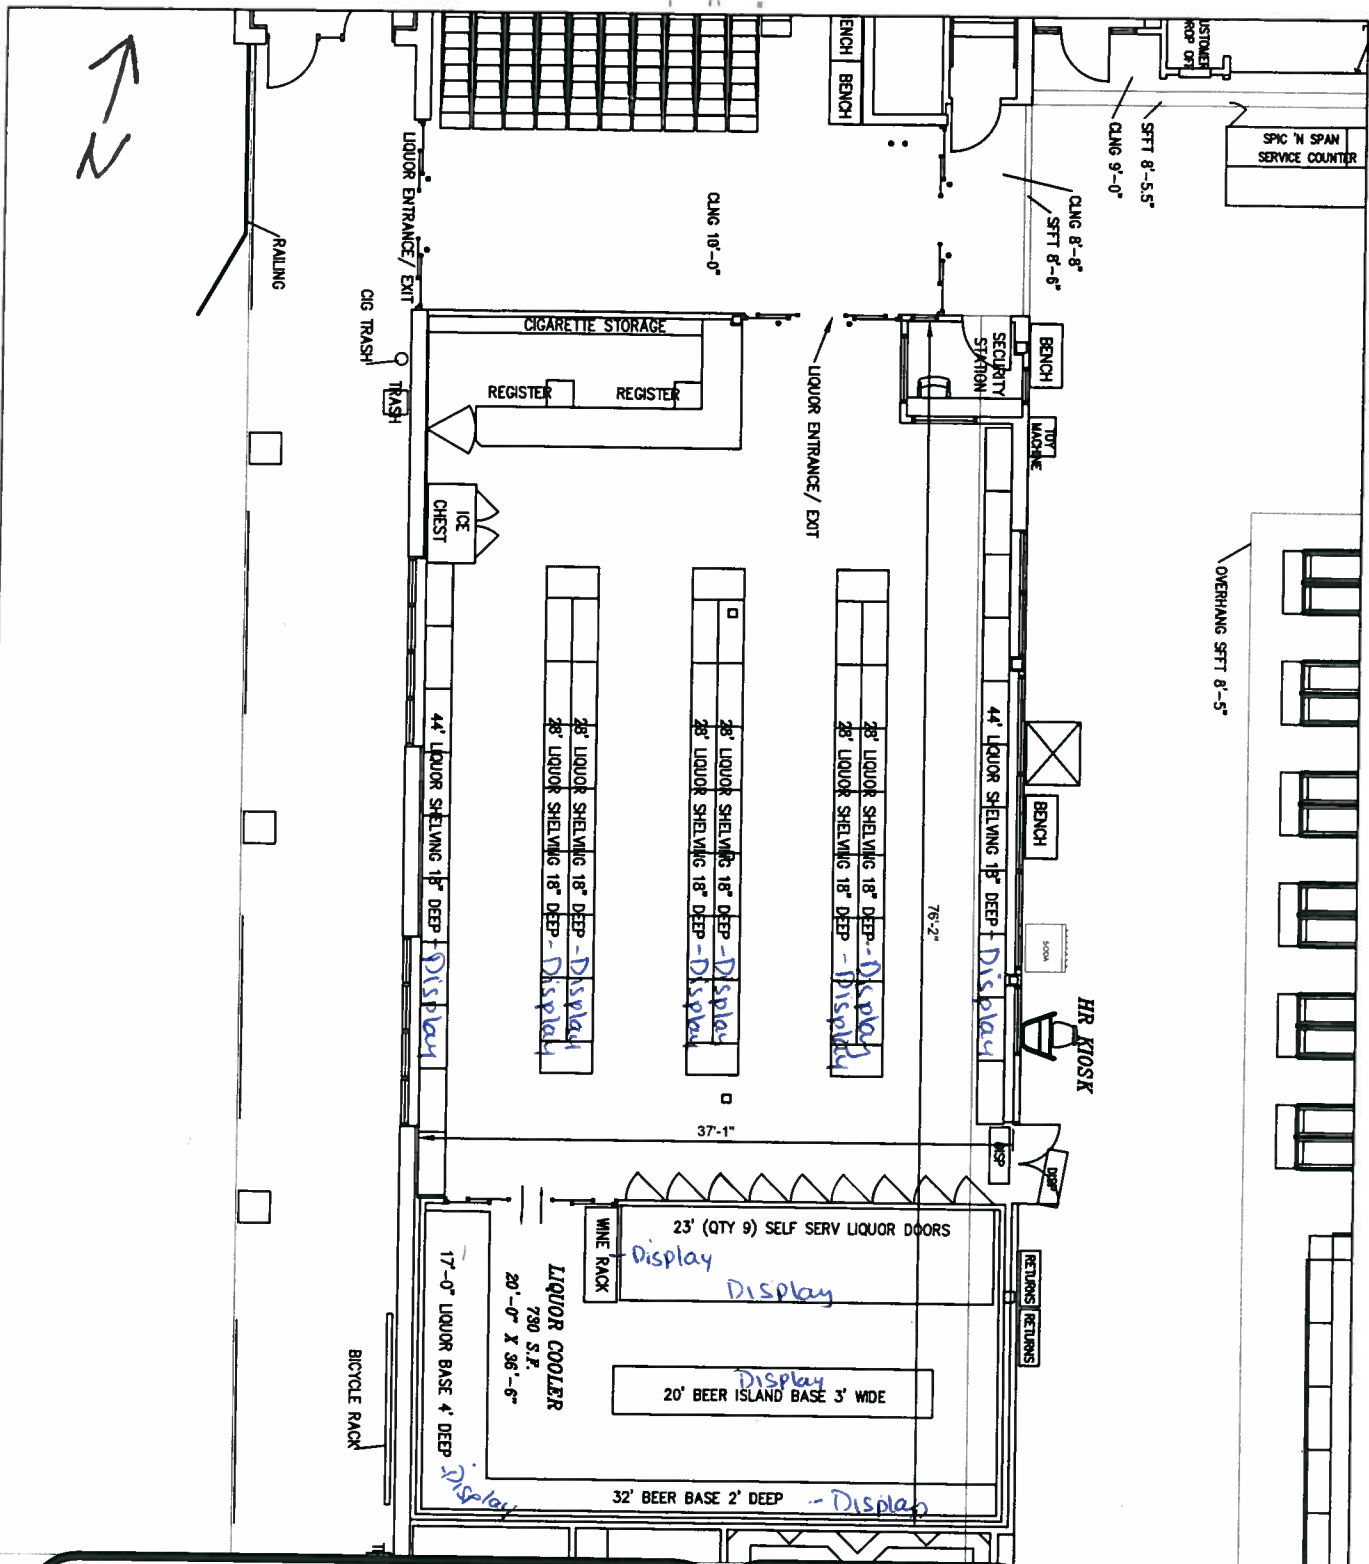 N
BENCH
BENCH
CUSTOMER
DROP OFF
SFFT 8'-5.5"
CLNG 9'-0"
SPIC 'N SPAN
SERVICE COUNTER
CLNG 8'-8"
SFFT 8'-6"
CLNG 10'-0"
LIQUOR ENTRANCE/ EXIT
RAILING
CIG TRASH
TRASH
CIGARETTE STORAGE
REGISTER
REGISTER
LIQUOR ENTRANCE/ EXIT
SECURITY
STATION
BENCH
TOY
MACHINE
ICE
CHEST
OVERHANG SFFT 8'-5"
44' LIQUOR SHELVING 18" DEEP - Display
28' LIQUOR SHELVING 18" DEEP - Display
28' LIQUOR SHELVING 18" DEEP - Display
28' LIQUOR SHELVING 18" DEEP - Display
28' LIQUOR SHELVING 18" DEEP - Display
28' LIQUOR SHELVING 18" DEEP - Display
28' LIQUOR SHELVING 18" DEEP - Display
44' LIQUOR SHELVING 18" DEEP - Display
76'-2"
BENCH
SODA
HR KIOSK
37'-1"
DISP
DISP
23' (QTY 9) SELF SERV LIQUOR DOORS
WINE RACK
- Display
Display
RETURNS
RETURNS
LIQUOR COOLER
730 S.F.
20'-0" X 36'-6"
17'-0" LIQUOR BASE 4' DEEP
- Display
Display
20' BEER ISLAND BASE 3' WIDE
32' BEER BASE 2' DEEP - Display
BICYCLE RACK